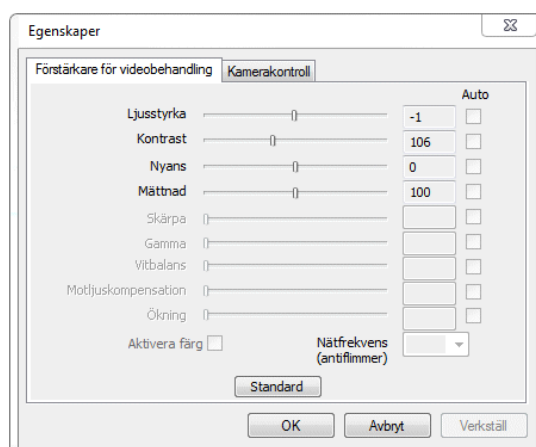 Egenskaper
Förstärkare för videobehandling Kamerakontroll
Auto
Ljusstyrka -1
Kontrast 106
Nyans 0
Mättnad 100
Skärpa
Gamma
Vitbalans
Motljuskompensation
Ökning
Aktivera färg Nätfrekvens
(antiflimmer)
Standard
OK Avbryt Verkställ